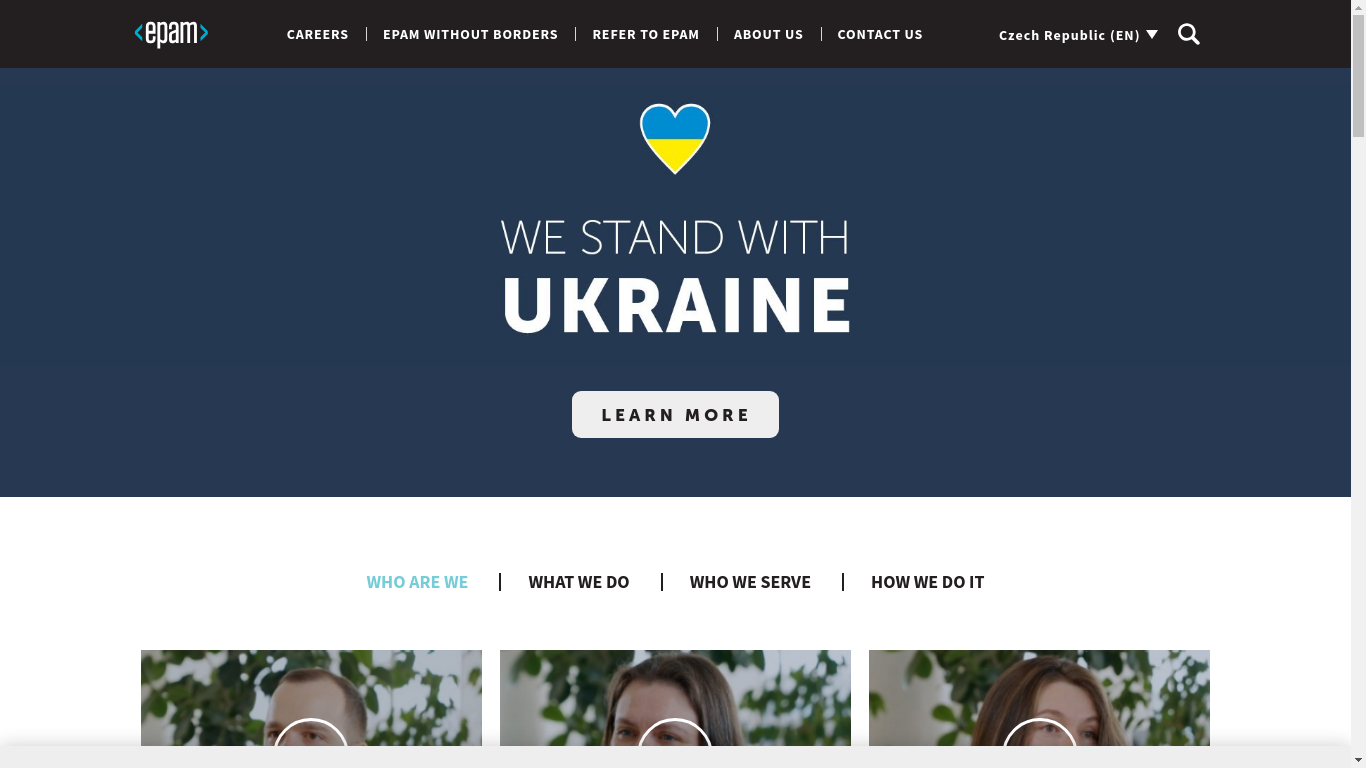 <epam>
CAREERS
EPAM WITHOUT BORDERS
REFER TO EPAM
ABOUT US
CONTACT US
Czech Republic (EN)
WE STAND WITH
UKRAINE
LEARN MORE
WHO ARE WE
WHAT WE DO
WHO WE SERVE
HOW WE DO IT